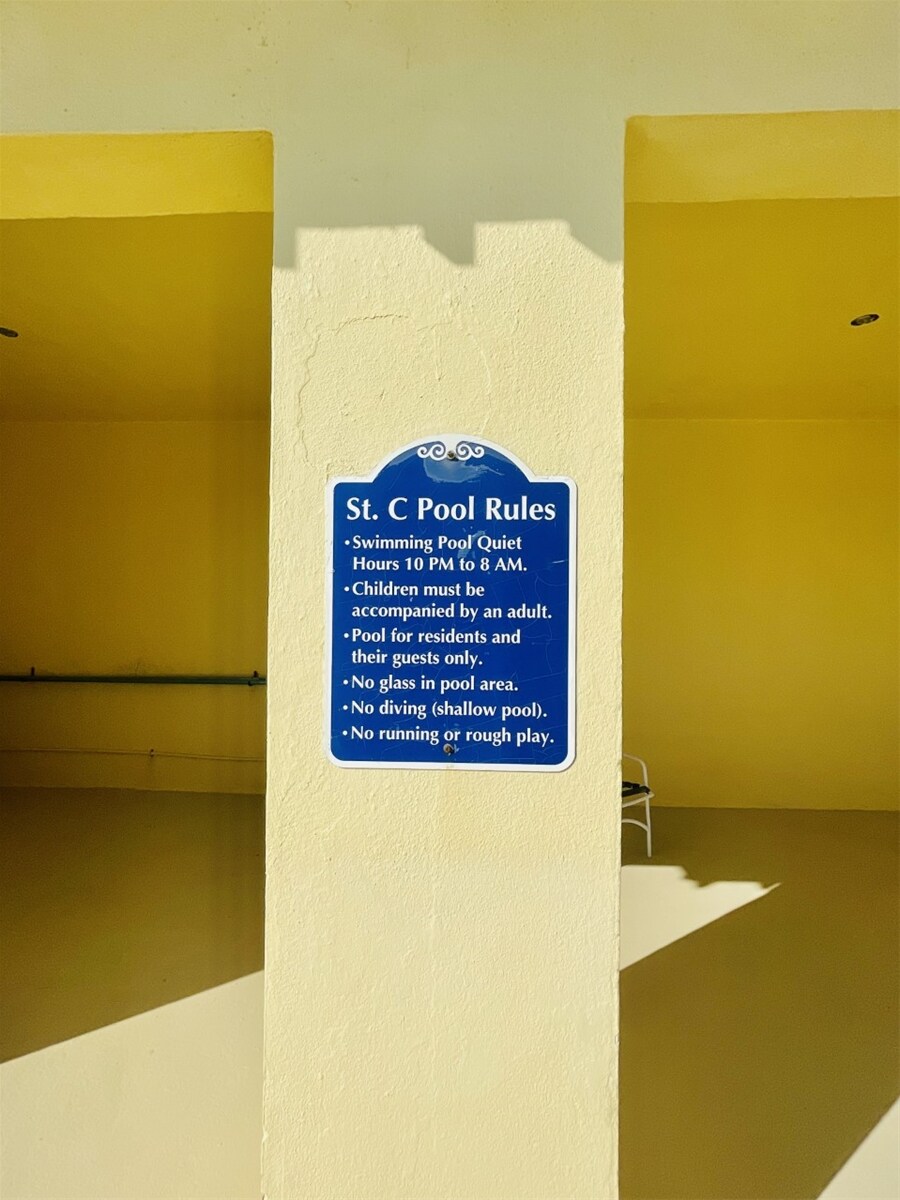 St. C Pool Rules
•Swimming Pool Quiet
Hours 10 PM to 8 AM.
•Children must be
accompanied by an adult.
•Pool for residents and
their guests only.
•No glass in pool area.
•No diving (shallow pool).
•No running or rough play.